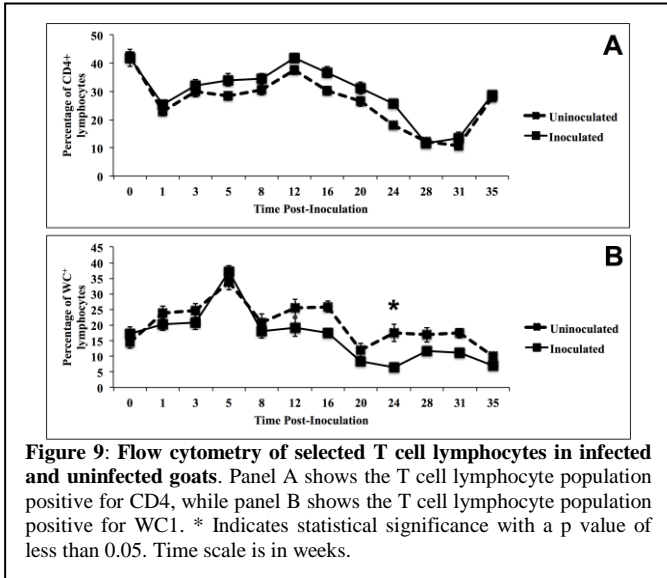 A
Percentage of CD4+
lymphocytes
50
40
30
20
10
0
0 1 3 5 8 12 16 20 24 28 31 35
Time Post-Inoculation
Uninoculated
Inoculated
B
Percentage of WC⁺
lymphocytes
45
40
35
30
25
20
15
10
5
0
*
0 1 3 5 8 12 16 20 24 28 31 35
Time Post-Inoculation
Uninoculated
Inoculated
Figure 9: Flow cytometry of selected T cell lymphocytes in infected
and uninfected goats. Panel A shows the T cell lymphocyte population
positive for CD4, while panel B shows the T cell lymphocyte population
positive for WC1. * Indicates statistical significance with a p value of
less than 0.05. Time scale is in weeks.